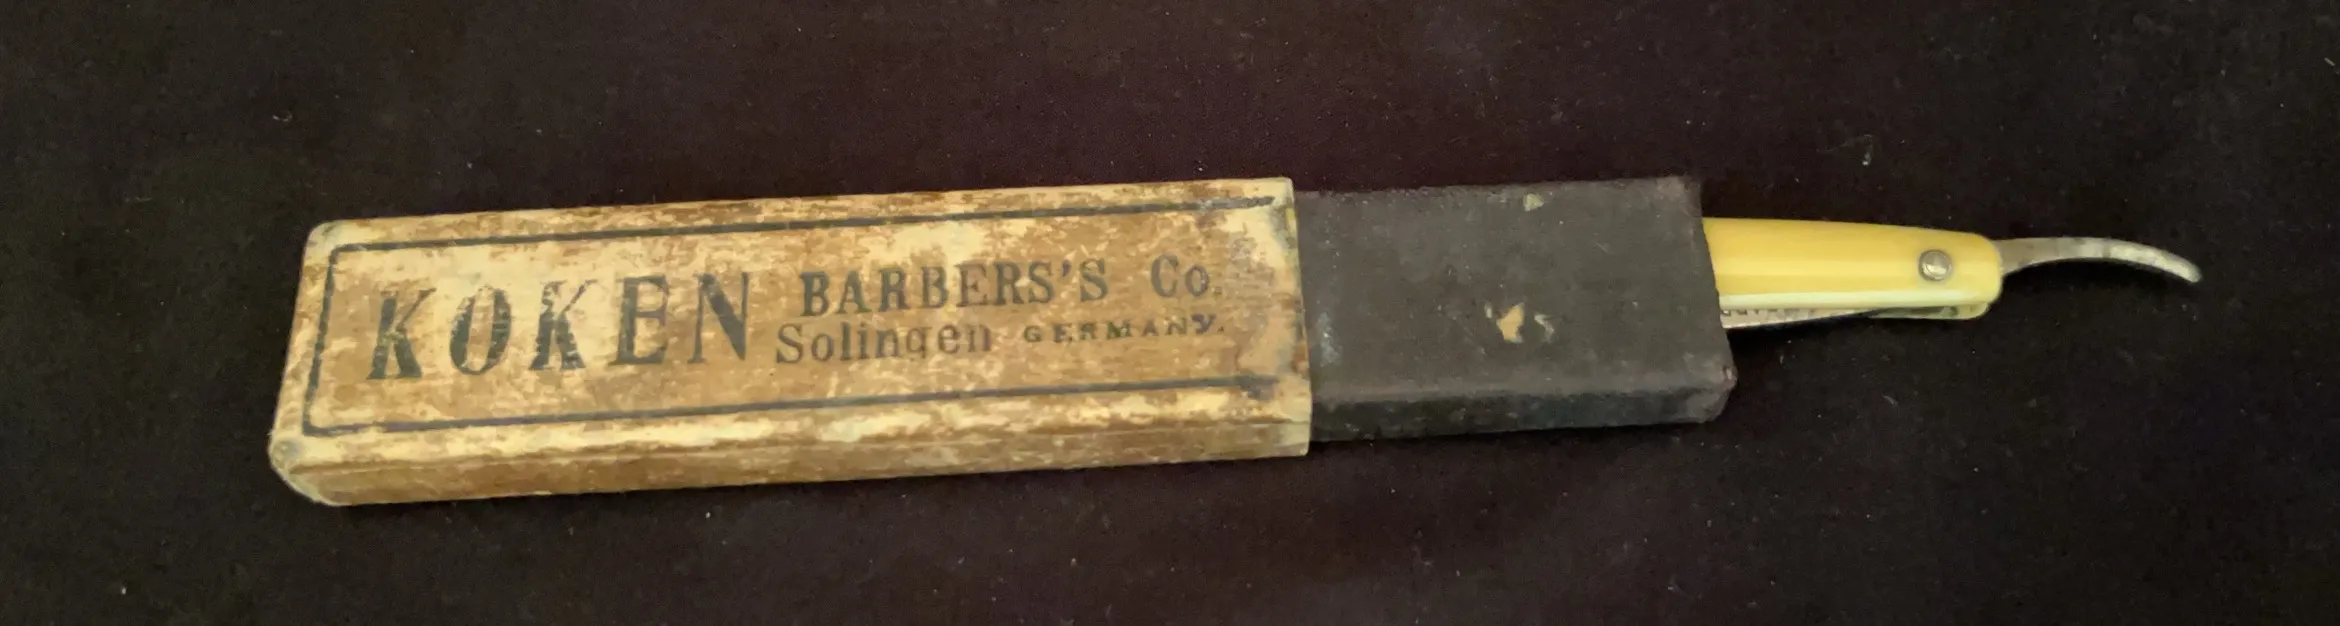 KOKEN BARBERS'S Co.
Solingen GERMANY.